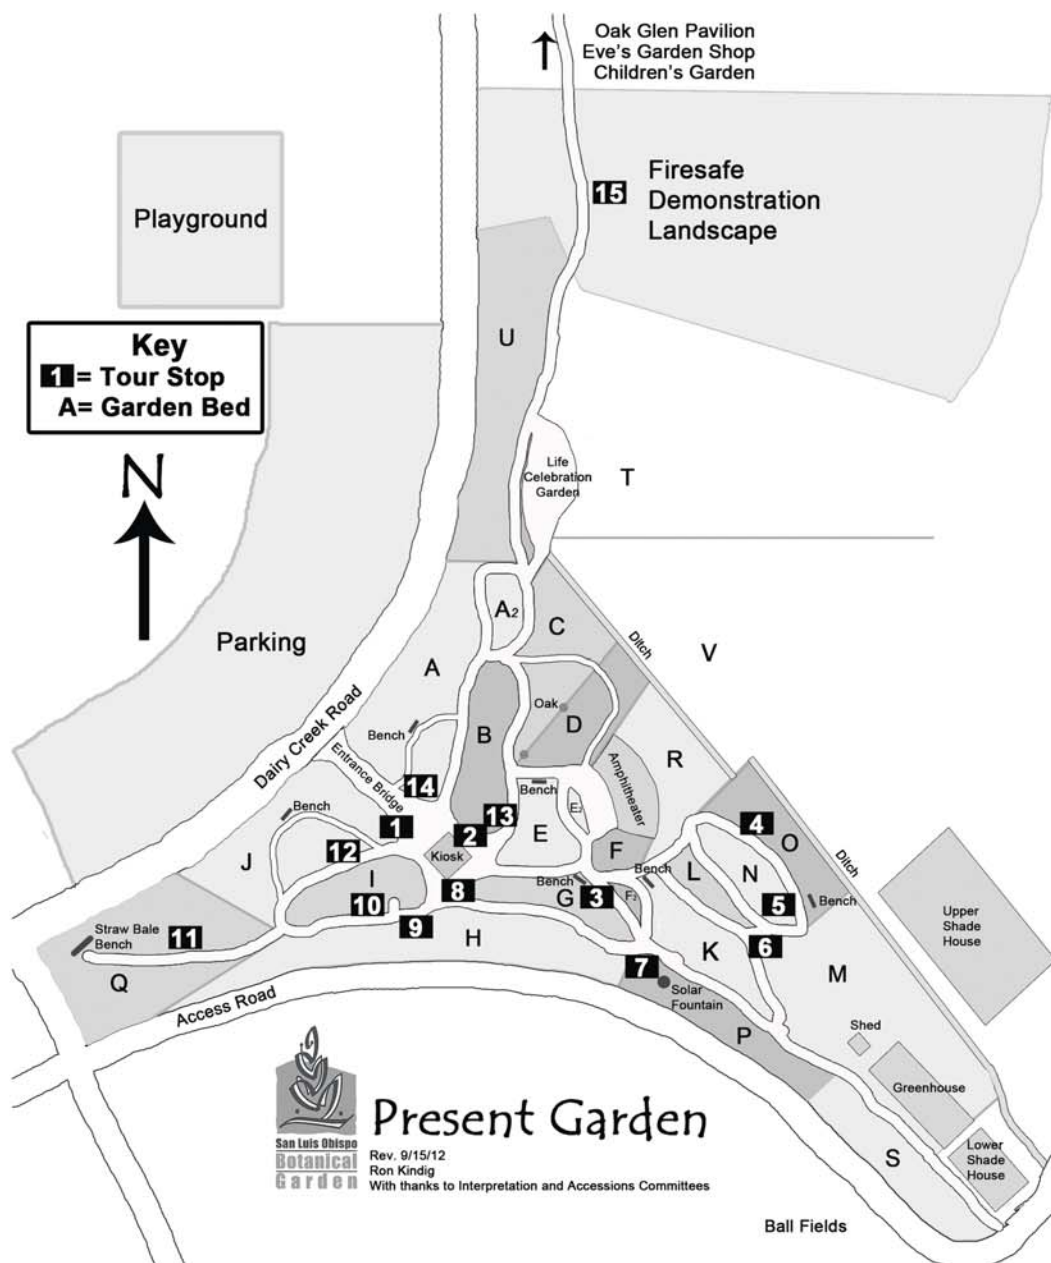 Oak Glen Pavilion
Eve's Garden Shop
Children's Garden
15
Firesafe
Demonstration
Landscape
Playground
Key
1 = Tour Stop
A= Garden Bed
N
U
Life
Celebration
Garden
T
Parking
Dairy Creek Road
A2
A
C
Ditch
V
Oak
D
B
Bench
Entrance Bridge
14
R
Amphitheater
Bench
E2
13
E
1
2
Kiosk
F
4
O
Ditch
Bench
J
12
I
10
8
9
Bench
G
3
F2
Bench
L
N
5
Bench
6
Upper
Shade
House
11
Straw Bale
Bench
Q
H
K
7
Solar
Fountain
M
P
Access Road
Shed
Greenhouse
Lower
Shade
House
S
San Luis Obispo
Botanical
Garden
Present Garden
Rev. 9/15/12
Ron Kindig
With thanks to Interpretation and Accessions Committees
Ball Fields